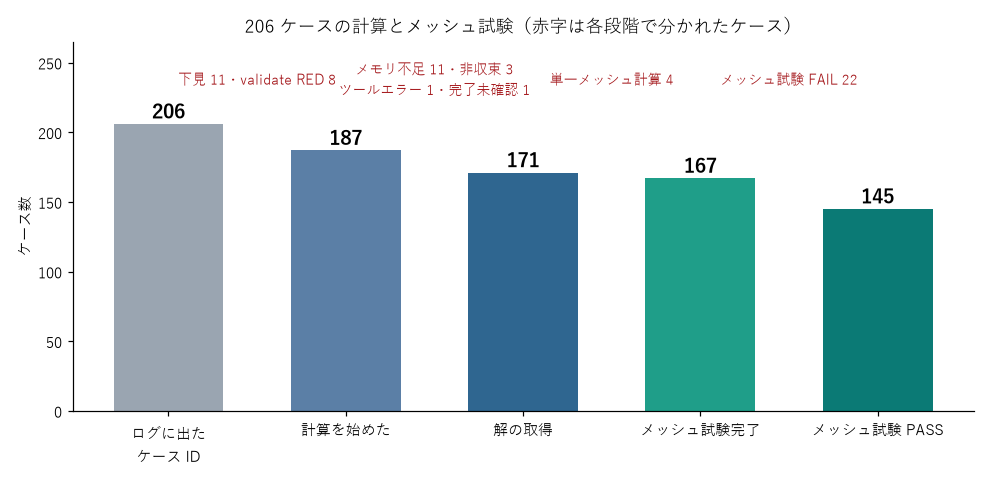 206 ケースの計算とメッシュ試験（赤字は各段階で分かれたケース）
下見 11・validate RED 8
メモリ不足 11・非収束 3
ツールエラー 1・完了未確認 1
単一メッシュ計算 4
メッシュ試験 FAIL 22
ケース数
250
200
150
100
50
0
206
187
171
167
145
ログに出た
ケース ID
計算を始めた
解の取得
メッシュ試験完了
メッシュ試験 PASS